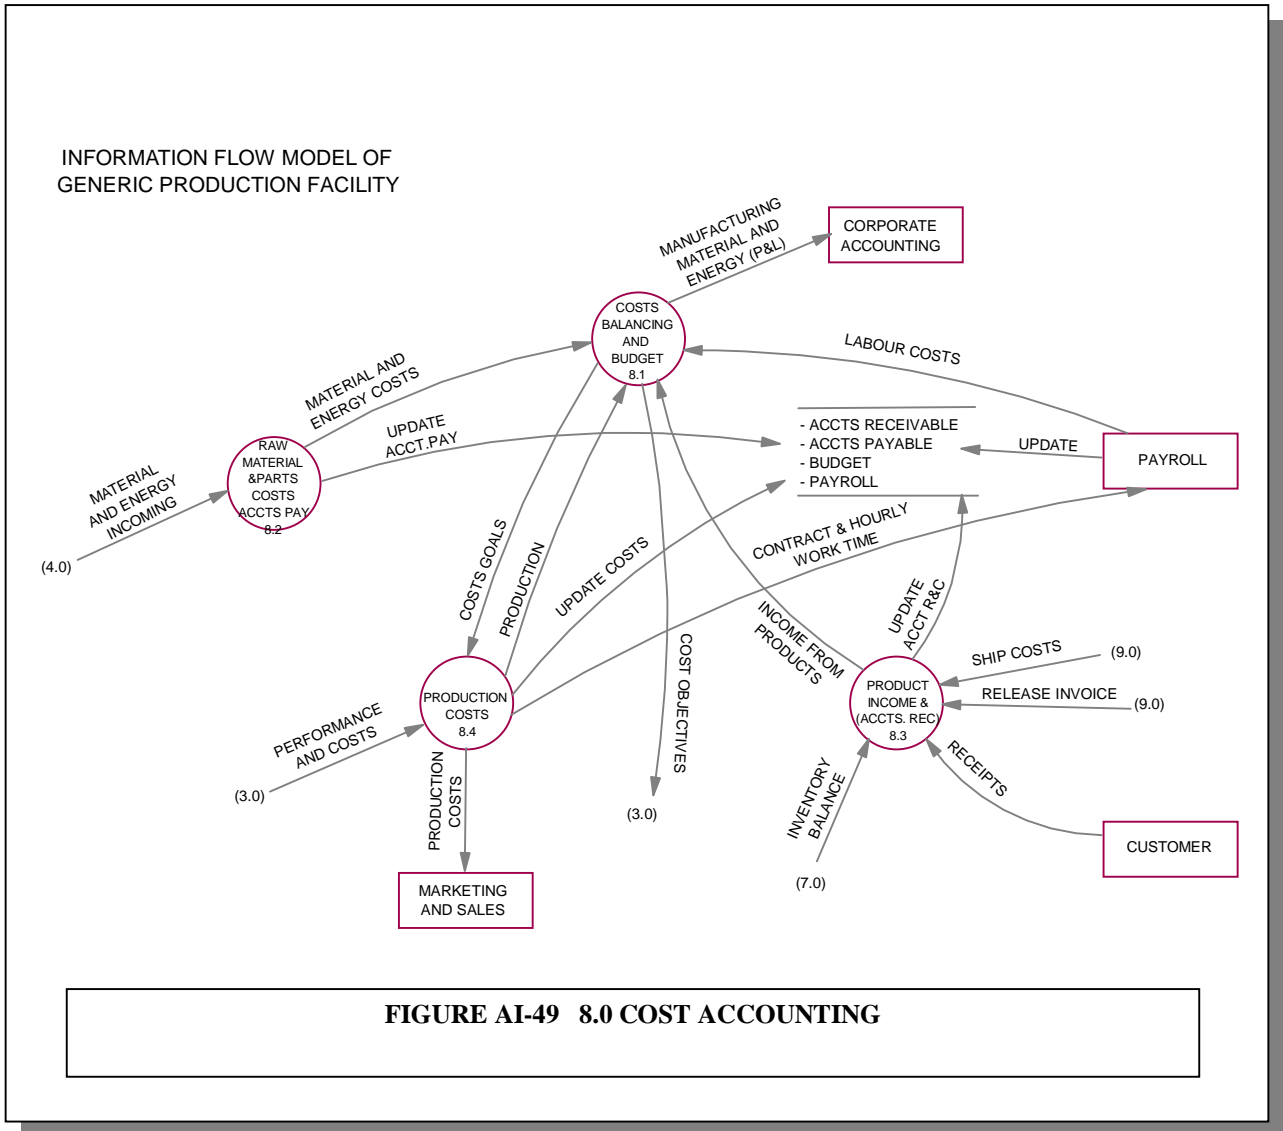 INFORMATION FLOW MODEL OF
GENERIC PRODUCTION FACILITY
MANUFACTURING
MATERIAL AND
ENERGY (P&L)
CORPORATE
ACCOUNTING
COSTS
BALANCING
AND
BUDGET
8.1
LABOUR COSTS
MATERIAL AND
ENERGY COSTS
UPDATE
ACCT.PAY
- ACCTS RECEIVABLE
- ACCTS PAYABLE
- BUDGET
- PAYROLL
UPDATE
PAYROLL
RAW
MATERIAL
&PARTS
COSTS
ACCTS PAY
8.2
MATERIAL
AND ENERGY
INCOMING
(4.0)
COSTS GOALS
PRODUCTION
UPDATE COSTS
CONTRACT & HOURLY
WORK TIME
INCOME FROM
PRODUCTS
UPDATE
ACCT R&C
COST OBJECTIVES
SHIP COSTS
(9.0)
RELEASE INVOICE
(9.0)
PRODUCTION
COSTS
8.4
PRODUCT
INCOME &
(ACCTS. REC)
8.3
PERFORMANCE
AND COSTS
(3.0)
PRODUCTION
COSTS
(3.0)
INVENTORY
BALANCE
(7.0)
RECEIPTS
CUSTOMER
MARKETING
AND SALES
FIGURE AI-49 8.0 COST ACCOUNTING